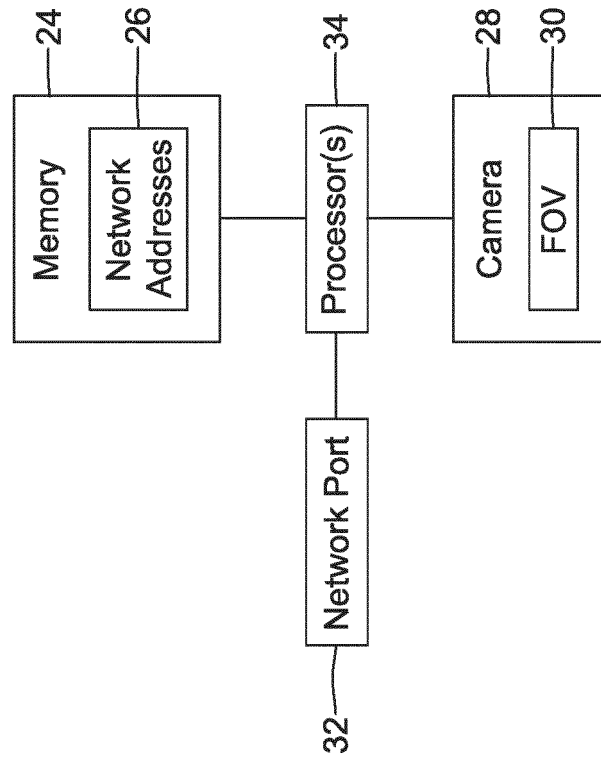 Memory
24
Network
Addresses
26
Network Port
32
Processor(s)
34
Camera
28
FOV
30